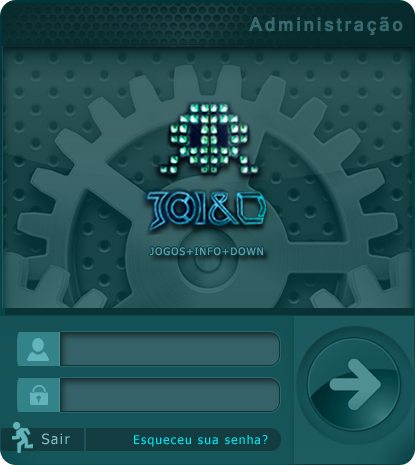 Administração
JOI&D
JOGOS+INFO+DOWN
Sair
Esqueceu sua senha?